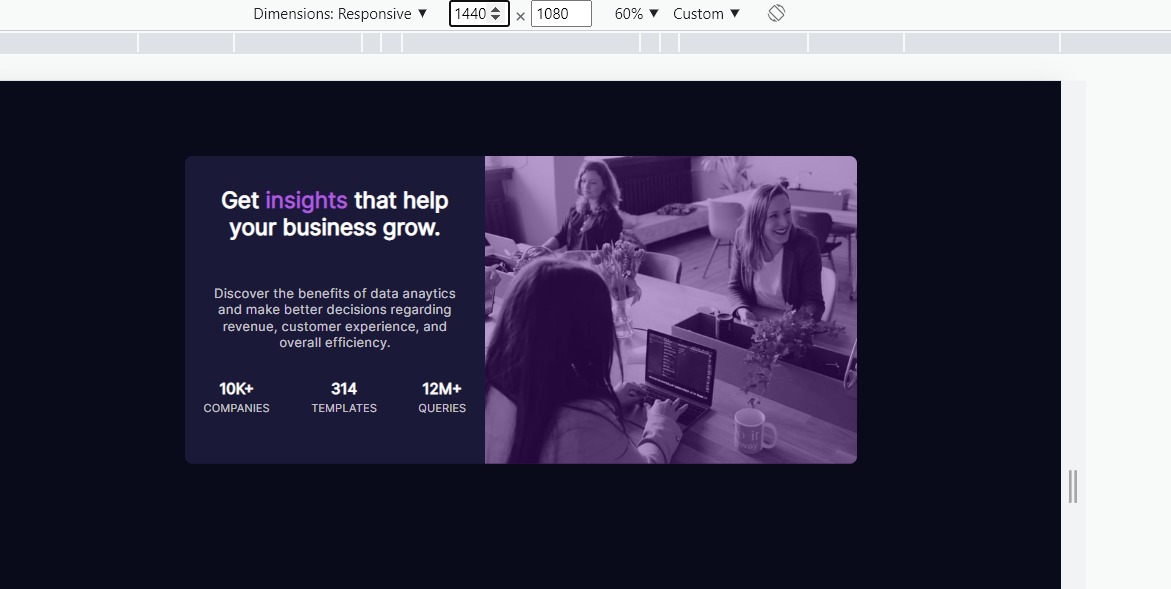 Dimensions: Responsive ▼ 1440 × 1080 60% ▼ Custom ▼
Get insights that help
your business grow.
Discover the benefits of data anaytics
and make better decisions regarding
revenue, customer experience, and
overall efficiency.
10K+ 314 12M+
COMPANIES TEMPLATES QUERIES